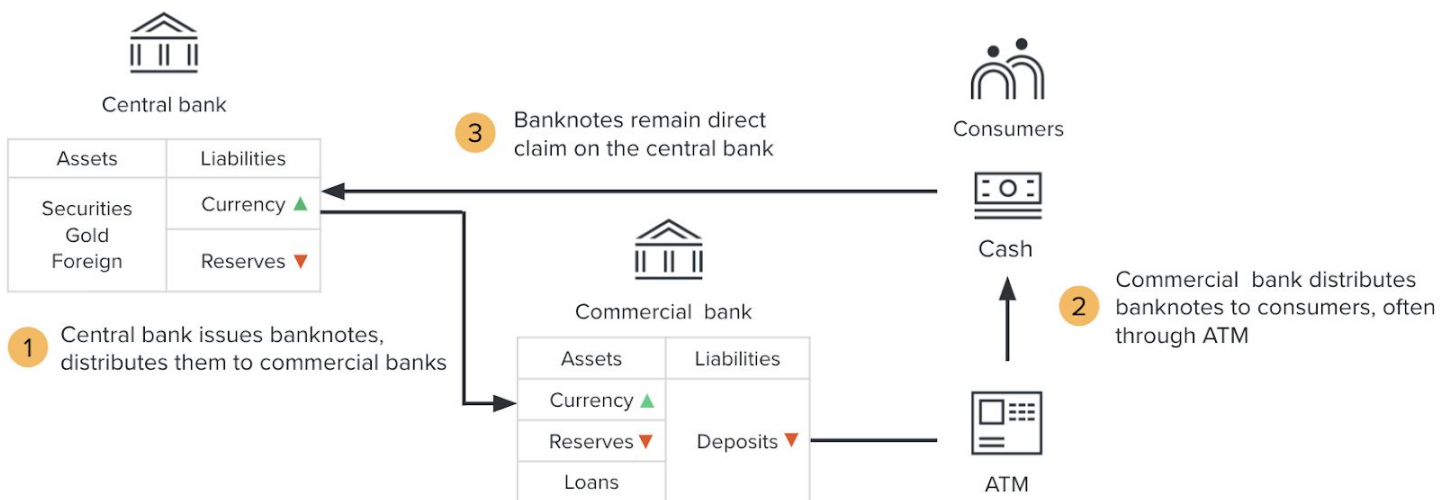 Central bank
Assets
Liabilities
Securities
Gold
Foreign
Currency
Reserves
1
Central bank issues banknotes,
distributes them to commercial banks
3
Banknotes remain direct
claim on the central bank
Commercial bank
Assets
Liabilities
Currency
Reserves
Loans
Deposits
Consumers
Cash
2
Commercial bank distributes
banknotes to consumers, often
through ATM
ATM